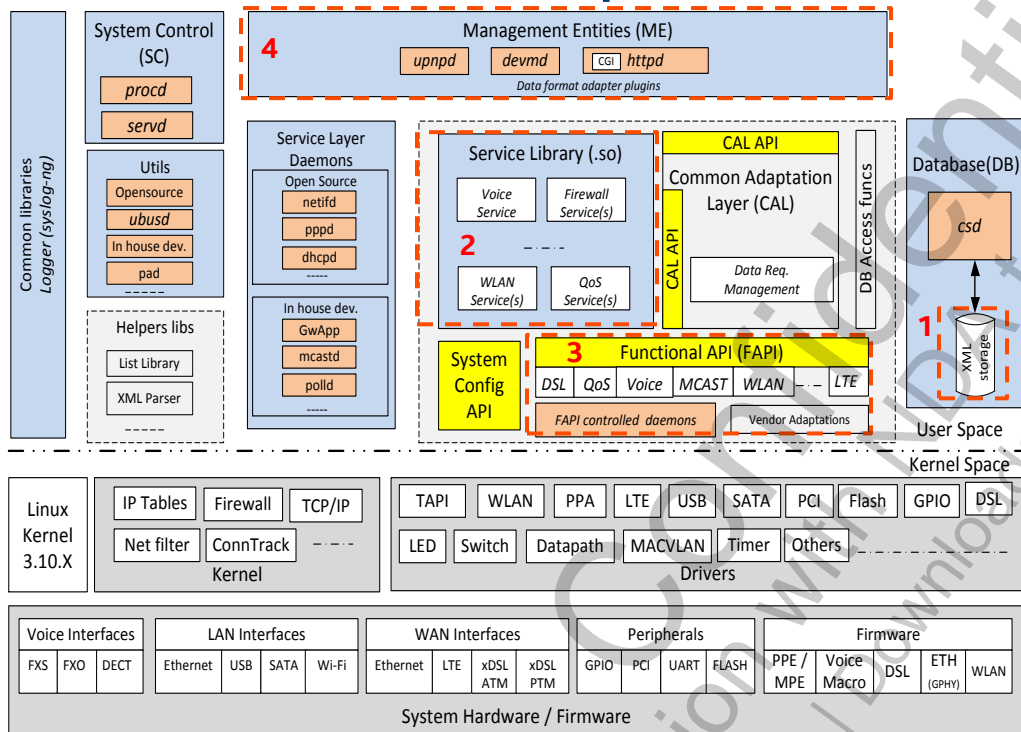 System Control
(SC)
procd
servd
4
Management Entities (ME)
upnpd
devmd
CGI httpd
Data format adapter plugins
Common libraries
Logger (syslog-ng)
Utils
Opensource
ubusd
In house dev.
pad
-----
Helpers libs
List Library
XML Parser
-----
Service Layer
Daemons
Open Source
netifd
pppd
dhcpd
-----
In house dev.
GwApp
mcastd
polld
-----
Service Library (.so)
Voice
Service
Firewall
Service(s)
2
WLAN
Service(s)
QoS
Service(s)
CAL API
CAL API
Common Adaptation
Layer (CAL)
Data Req.
Management
DB Access funcs
System
Config
API
3
Functional API (FAPI)
DSL QoS Voice MCAST WLAN LTE
FAPI controlled daemons
Vendor Adaptations
Database(DB)
csd
1
XML
storage
User Space
Kernel Space
Linux
Kernel
3.10.X
IP Tables Firewall TCP/IP
Net filter ConnTrack
Kernel
TAPI WLAN PPA LTE USB SATA PCI Flash GPIO DSL
LED Switch Datapath MACVLAN Timer Others
Drivers
Voice Interfaces
FXS FXO DECT
LAN Interfaces
Ethernet USB SATA Wi-Fi
WAN Interfaces
Ethernet LTE xDSL ATM xDSL PTM
Peripherals
GPIO PCI UART FLASH
Firmware
PPE / MPE Voice Macro DSL ETH (GPHY) WLAN
System Hardware / Firmware
Confidenti
with NDA
Download